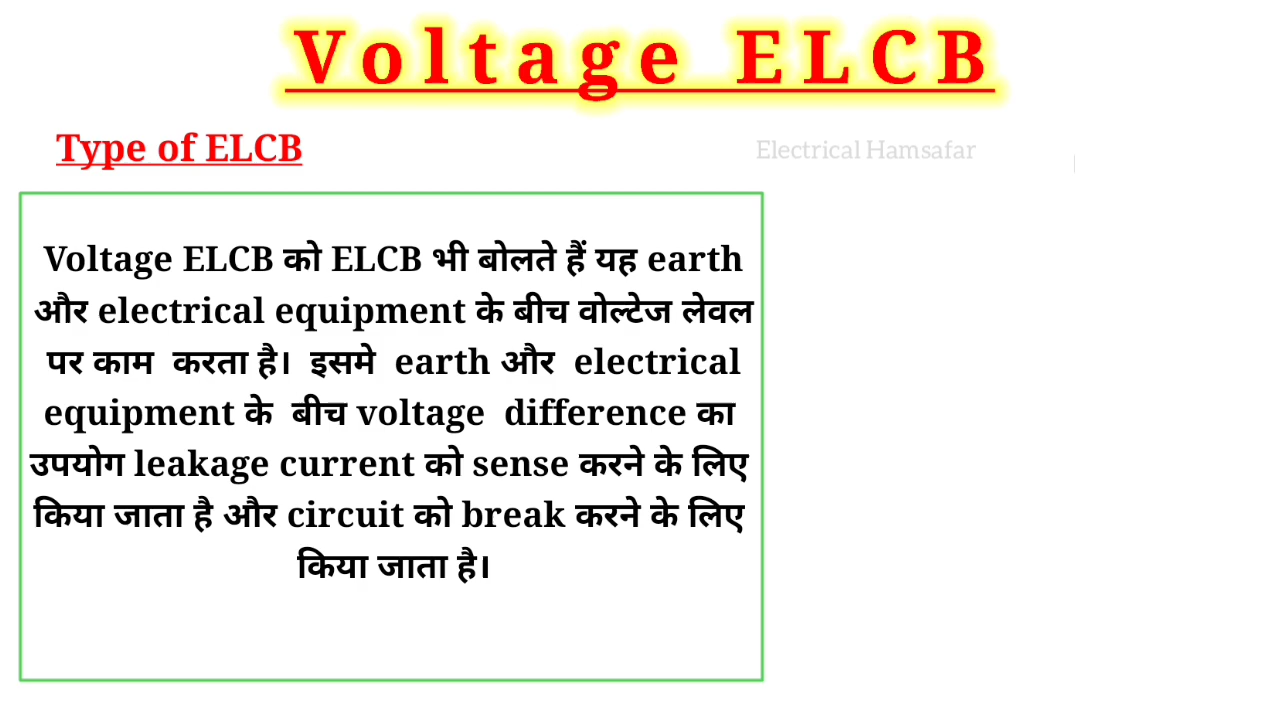 Voltage ELCB
Type of ELCB
Electrical Hamsafar
Voltage ELCB को ELCB भी बोलते हैं यह earth
और electrical equipment के बीच वोल्टेज लेवल
पर काम करता है। इसमे earth और electrical
equipment के बीच voltage difference का
उपयोग leakage current को sense करने के लिए
किया जाता है और circuit को break करने के लिए
किया जाता है।